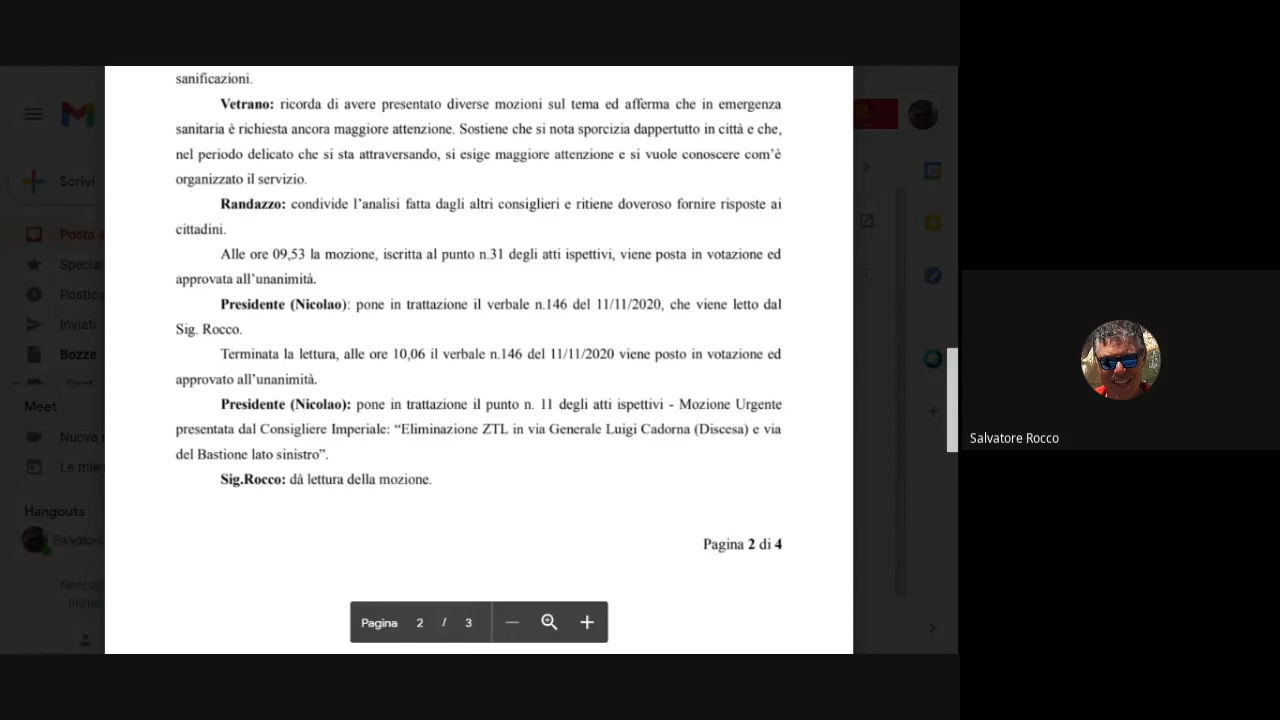 sanificazioni.
Vetrano: ricorda di avere presentato diverse mozioni sul tema ed afferma che in emergenza
sanitaria è richiesta ancora maggiore attenzione. Sostiene che si nota sporcizia dappertutto in città e che,
nel periodo delicato che si sta attraversando, si esige maggiore attenzione e si vuole conoscere com’è
organizzato il servizio.
Randazzo: condivide l’analisi fatta dagli altri consiglieri e ritiene doveroso fornire risposte ai
cittadini.
Alle ore 09,53 la mozione, iscritta al punto n.31 degli atti ispettivi, viene posta in votazione ed
approvata all’unanimità.
Presidente (Nicolao): pone in trattazione il verbale n.146 del 11/11/2020, che viene letto dal
Sig. Rocco.
Terminata la lettura, alle ore 10,06 il verbale n.146 del 11/11/2020 viene posto in votazione ed
approvato all’unanimità.
Presidente (Nicolao): pone in trattazione il punto n. 11 degli atti ispettivi - Mozione Urgente
presentata dal Consigliere Imperiale: “Eliminazione ZTL in via Generale Luigi Cadorna (Discesa) e via
del Bastione lato sinistro”.
Sig.Rocco: dà lettura della mozione.
Pagina 2 di 4
Pagina 2 / 3
Scrivi
Posta
Special
Inviati
Bozze
Meet
Nuova
Le mie
Hangouts
Salvato
Salvatore Rocco